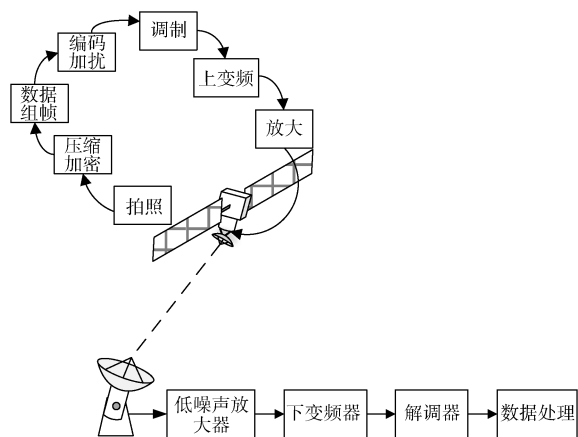 调制
编码
加扰
上变频
数据
组帧
放大
压缩
加密
拍照
低噪声放
大器
下变频器
解调器
数据处理